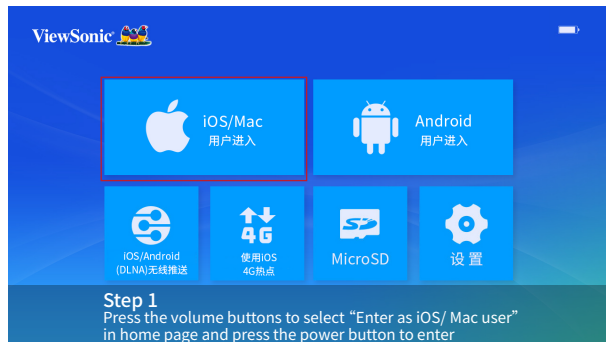 ViewSonic
iOS/Mac
用户进入
Android
用户进入
iOS/Android
(DLNA)无线推送
4G
使用iOS
4G热点
SD
MicroSD
设置
Step 1
Press the volume buttons to select “Enter as iOS/ Mac user”
in home page and press the power button to enter